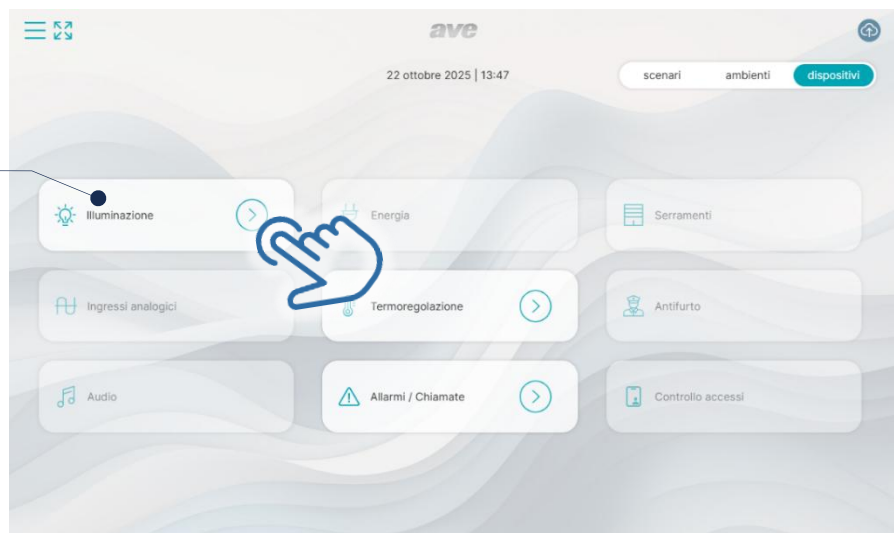 ave
22 ottobre 2025 | 13:47
scenari ambienti dispositivi
Illuminazione
Energia
Serramenti
Ingressi analogici
Termoregolazione
Antifurto
Audio
Allarmi / Chiamate
Controllo accessi